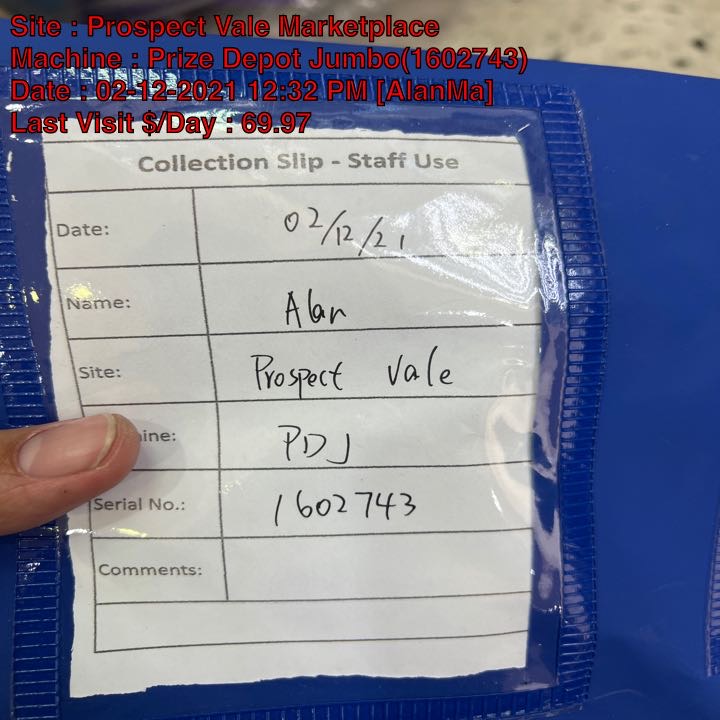 Site : Prospect Vale Marketplace
Machine : Prize Depot Jumbo(1602743)
Date : 02-12-2021 12:32 PM [AlanMa]
Last Visit $/Day : 69.97
Collection Slip - Staff Use
Date: 02/12/21
Name: Alan
Site: Prospect Vale
ine: PDJ
Serial No.: 1602743
Comments: